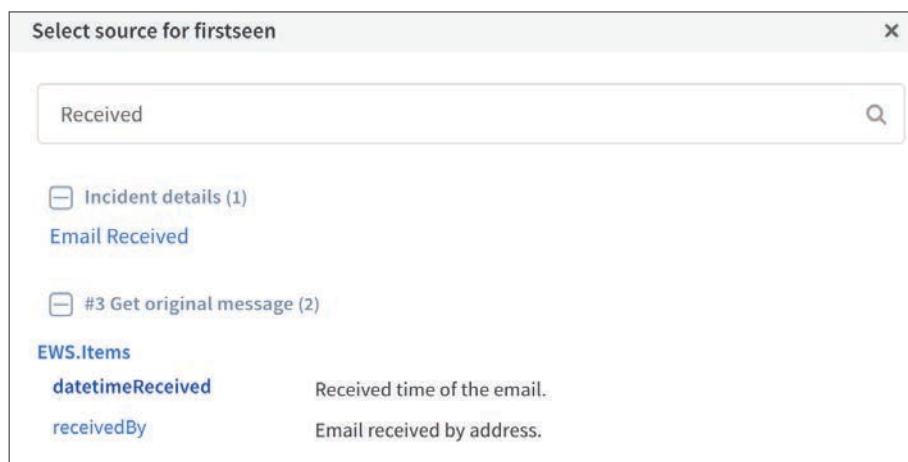 Select source for firstseen
Received
Incident details (1)
Email Received
#3 Get original message (2)
EWS.Items
datetimeReceived Received time of the email.
receivedBy Email received by address.